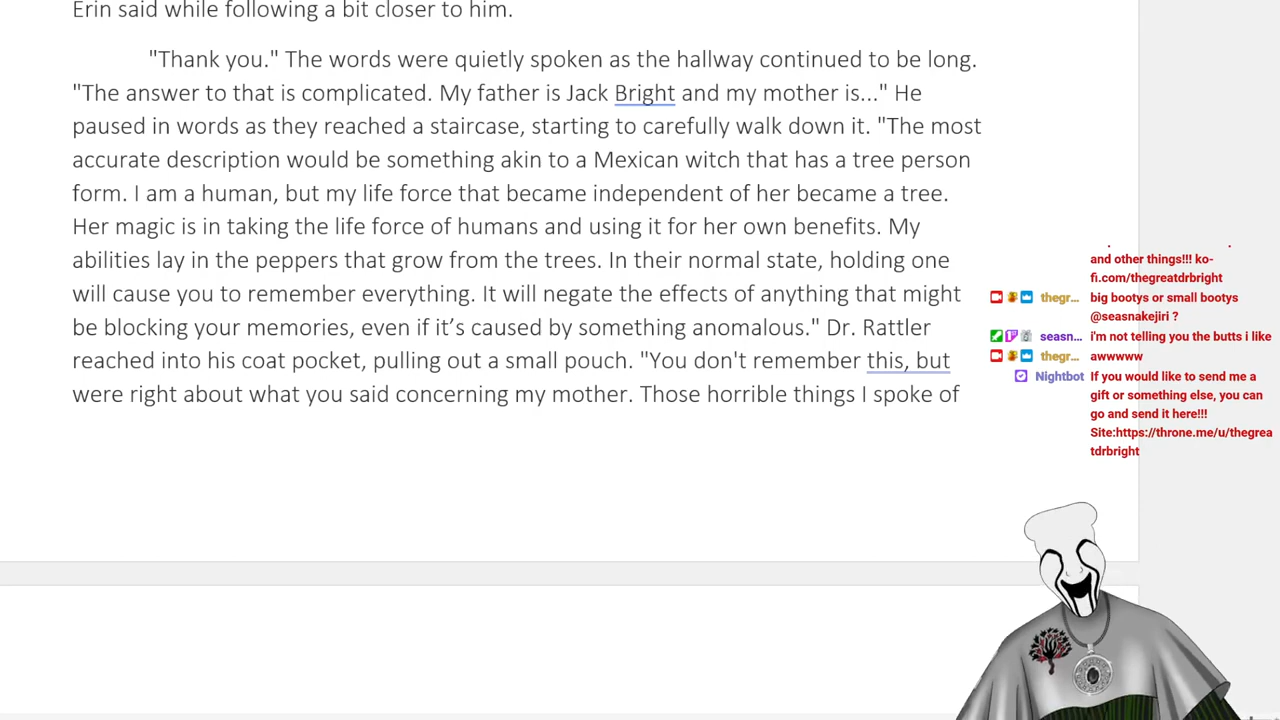 Erin said while following a bit closer to him.
"Thank you." The words were quietly spoken as the hallway continued to be long.
"The answer to that is complicated. My father is Jack Bright and my mother is..." He
paused in words as they reached a staircase, starting to carefully walk down it. "The most
accurate description would be something akin to a Mexican witch that has a tree person
form. I am a human, but my life force that became independent of her became a tree.
Her magic is in taking the life force of humans and using it for her own benefits. My
abilities lay in the peppers that grow from the trees. In their normal state, holding one
will cause you to remember everything. It will negate the effects of anything that might
be blocking your memories, even if it’s caused by something anomalous." Dr. Rattler
reached into his coat pocket, pulling out a small pouch. "You don't remember this, but
were right about what you said concerning my mother. Those horrible things I spoke of
and other things!!! ko-
fi.com/thegreatdrbright
thegr... big bootys or small bootys
@seasnakejiri ?
seasn... i'm not telling you the butts i like
thegr... awwwww
Nightbot If you would like to send me a
gift or something else, you can
go and send it here!!!
Site:https://throne.me/u/thegrea
tdrbright